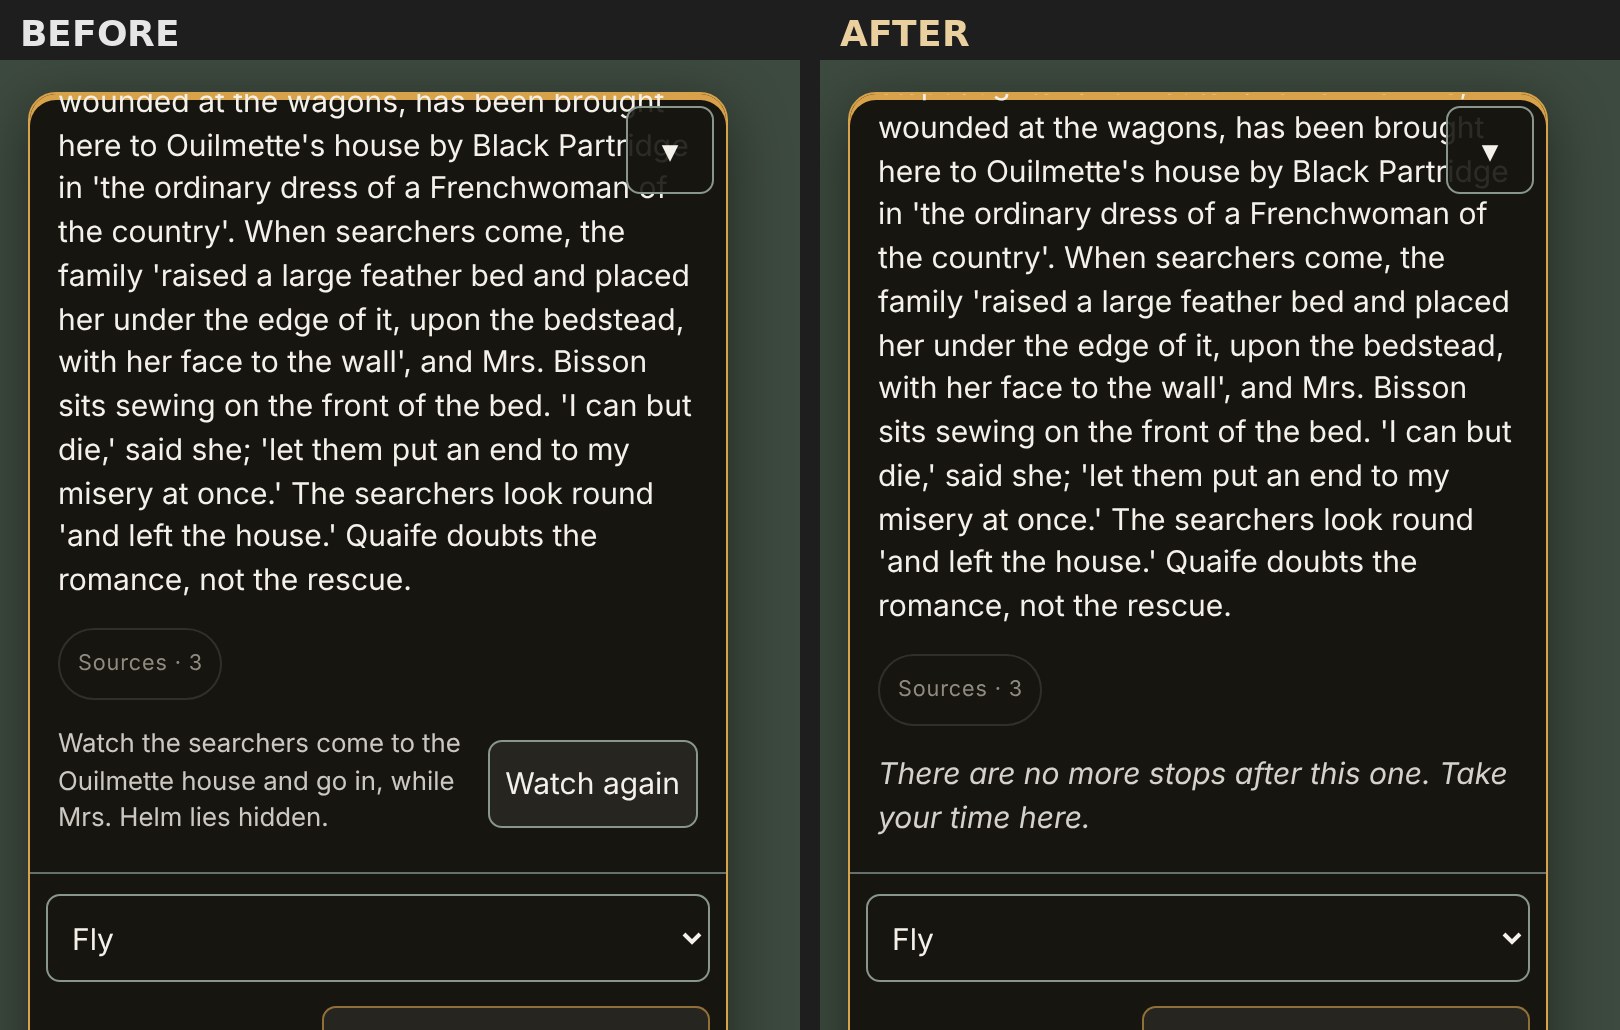 BEFORE
wounded at the wagons, has been brought
here to Ouilmette's house by Black Partridge
in 'the ordinary dress of a Frenchwoman of
the country'. When searchers come, the
family 'raised a large feather bed and placed
her under the edge of it, upon the bedstead,
with her face to the wall', and Mrs. Bisson
sits sewing on the front of the bed. 'I can but
die,' said she; 'let them put an end to my
misery at once.' The searchers look round
'and left the house.' Quaife doubts the
romance, not the rescue.
Sources · 3
Watch the searchers come to the
Ouilmette house and go in, while
Mrs. Helm lies hidden.
Watch again
Fly
AFTER
wounded at the wagons, has been brought
here to Ouilmette's house by Black Partridge
in 'the ordinary dress of a Frenchwoman of
the country'. When searchers come, the
family 'raised a large feather bed and placed
her under the edge of it, upon the bedstead,
with her face to the wall', and Mrs. Bisson
sits sewing on the front of the bed. 'I can but
die,' said she; 'let them put an end to my
misery at once.' The searchers look round
'and left the house.' Quaife doubts the
romance, not the rescue.
Sources · 3
There are no more stops after this one. Take
your time here.
Fly